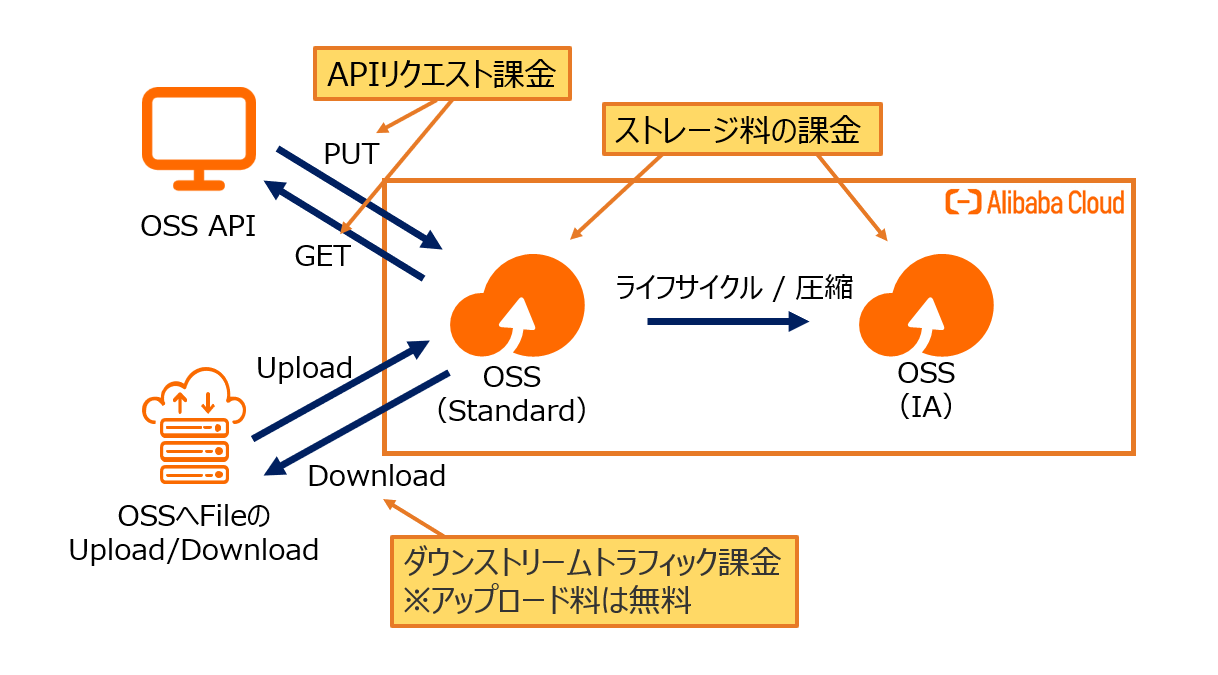 APIリクエスト課金
ストレージ料の課金
PUT
Alibaba Cloud
OSS API
GET
ライフサイクル / 圧縮
Upload
OSS
（Standard）
OSS
（IA）
Download
OSSへFileの
Upload/Download
ダウンストリームトラフィック課金
※アップロード料は無料